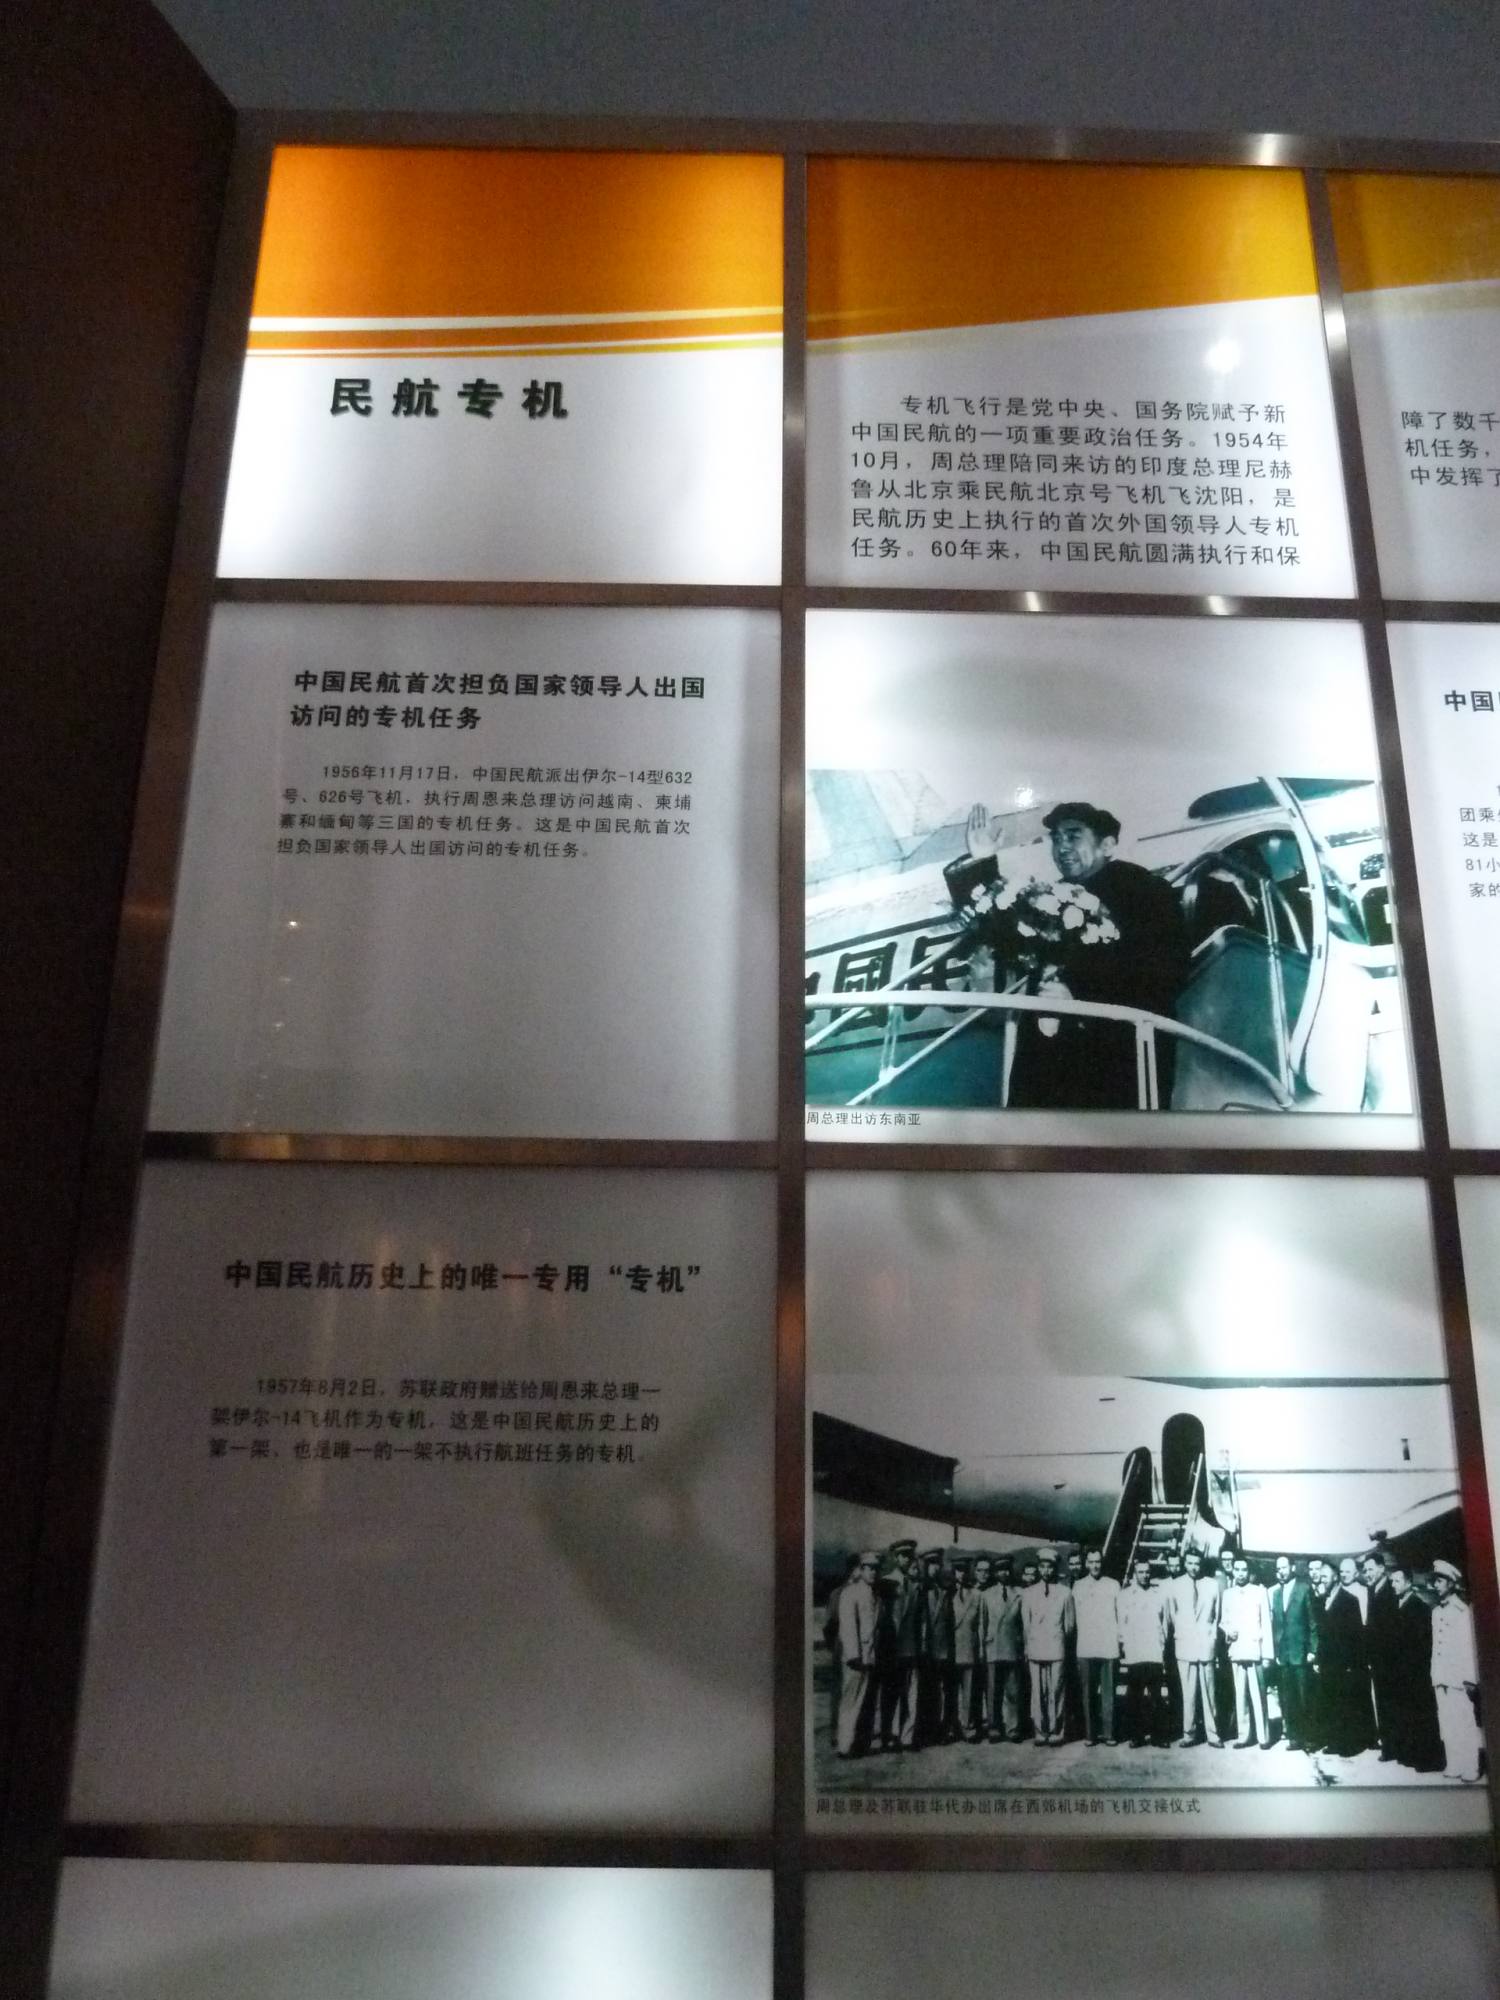 民航专机
专机飞行是党中央、国务院赋予新
中国民航的一项重要政治任务。1954年
10月，周总理陪同来访的印度总理尼赫
鲁从北京乘民航北京号飞机飞沈阳，是
民航历史上执行的首次外国领导人专机
任务。60年来，中国民航圆满执行和保
障了数千
机任务，
中发挥了
中国民航首次担负国家领导人出国
访问的专机任务
1956年11月17日，中国民航派出伊尔-14型632
号、626号飞机，执行周恩来总理访问越南、柬埔
寨和缅甸等三国的专机任务。这是中国民航首次
担负国家领导人出国访问的专机任务。
國民
周总理出访东南亚
中国
团乘
这是
81小
家的
中国民航历史上的唯一专用“专机”
1957年8月2日，苏联政府赠送给周恩来总理一
架伊尔-14飞机作为专机，这是中国民航历史上的
第一架、也是唯一的一架不执行航班任务的专机。
周总理及苏联驻华代办出席在西郊机场的飞机交接仪式